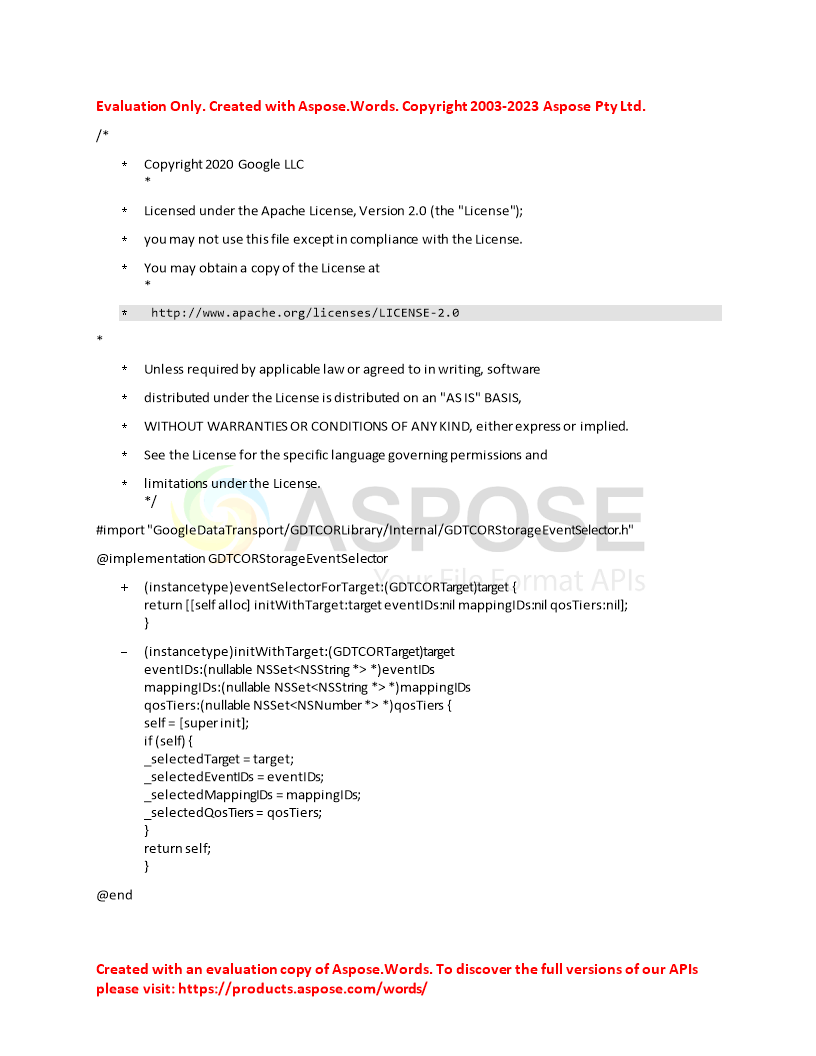 Evaluation Only. Created with Aspose.Words. Copyright 2003-2023 Aspose Pty Ltd.
/*
* Copyright 2020 Google LLC
*
* Licensed under the Apache License, Version 2.0 (the "License");
* you may not use this file except in compliance with the License.
* You may obtain a copy of the License at
*
* http://www.apache.org/licenses/LICENSE-2.0
*
* Unless required by applicable law or agreed to in writing, software
* distributed under the License is distributed on an "AS IS" BASIS,
* WITHOUT WARRANTIES OR CONDITIONS OF ANY KIND, either express or implied.
* See the License for the specific language governing permissions and
* limitations under the License.
*/
ASPOSE
#import "GoogleDataTransport/GDTCORLibrary/Internal/GDTCORStorageEventSelector.h"
@implementation GDTCORStorageEventSelector
Your File Format APIs
+ (instancetype)eventSelectorForTarget:(GDTCORTarget)target {
return [[self alloc] initWithTarget:target eventIDs:nil mappingIDs:nil qosTiers:nil];
}
– (instancetype)initWithTarget:(GDTCORTarget)target
eventIDs:(nullable NSSet<NSString *> *)eventIDs
mappingIDs:(nullable NSSet<NSString *> *)mappingIDs
qosTiers:(nullable NSSet<NSNumber *> *)qosTiers {
self = [super init];
if (self) {
_selectedTarget = target;
_selectedEventIDs = eventIDs;
_selectedMappingIDs = mappingIDs;
_selectedQosTiers = qosTiers;
}
return self;
}
@end
Created with an evaluation copy of Aspose.Words. To discover the full versions of our APIs
please visit: https://products.aspose.com/words/